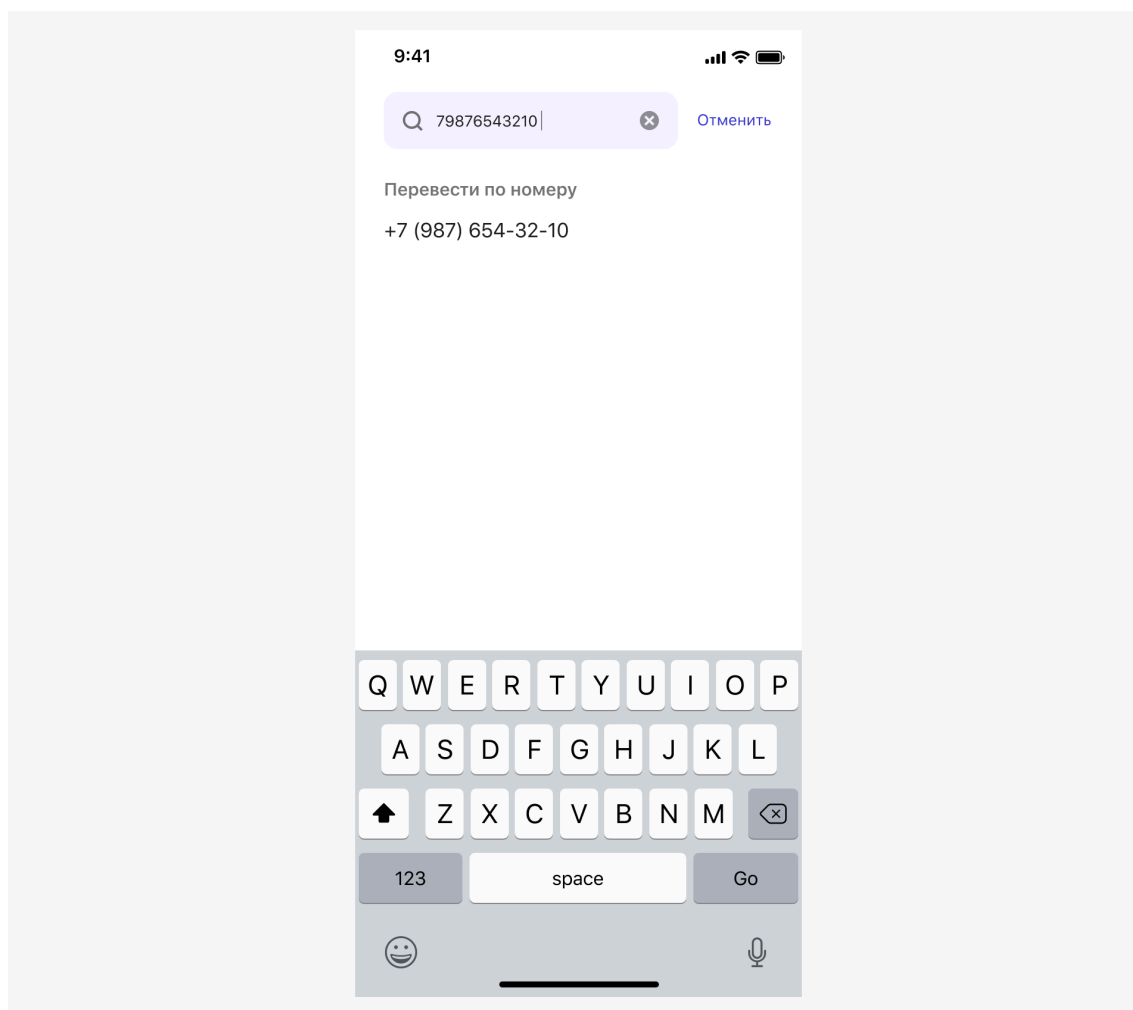 9:41
79876543210
Отменить
Перевести по номеру
+7 (987) 654-32-10
Q W E R T Y U I O P
A S D F G H J K L
Z X C V B N M
123 space Go